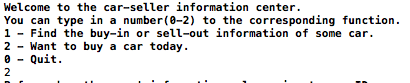 Welcome to the car-seller information center.
You can type in a number(0-2) to the corresponding function.
1 - Find the buy-in or sell-out information of some car.
2 - Want to buy a car today.
0 - Quit.
2